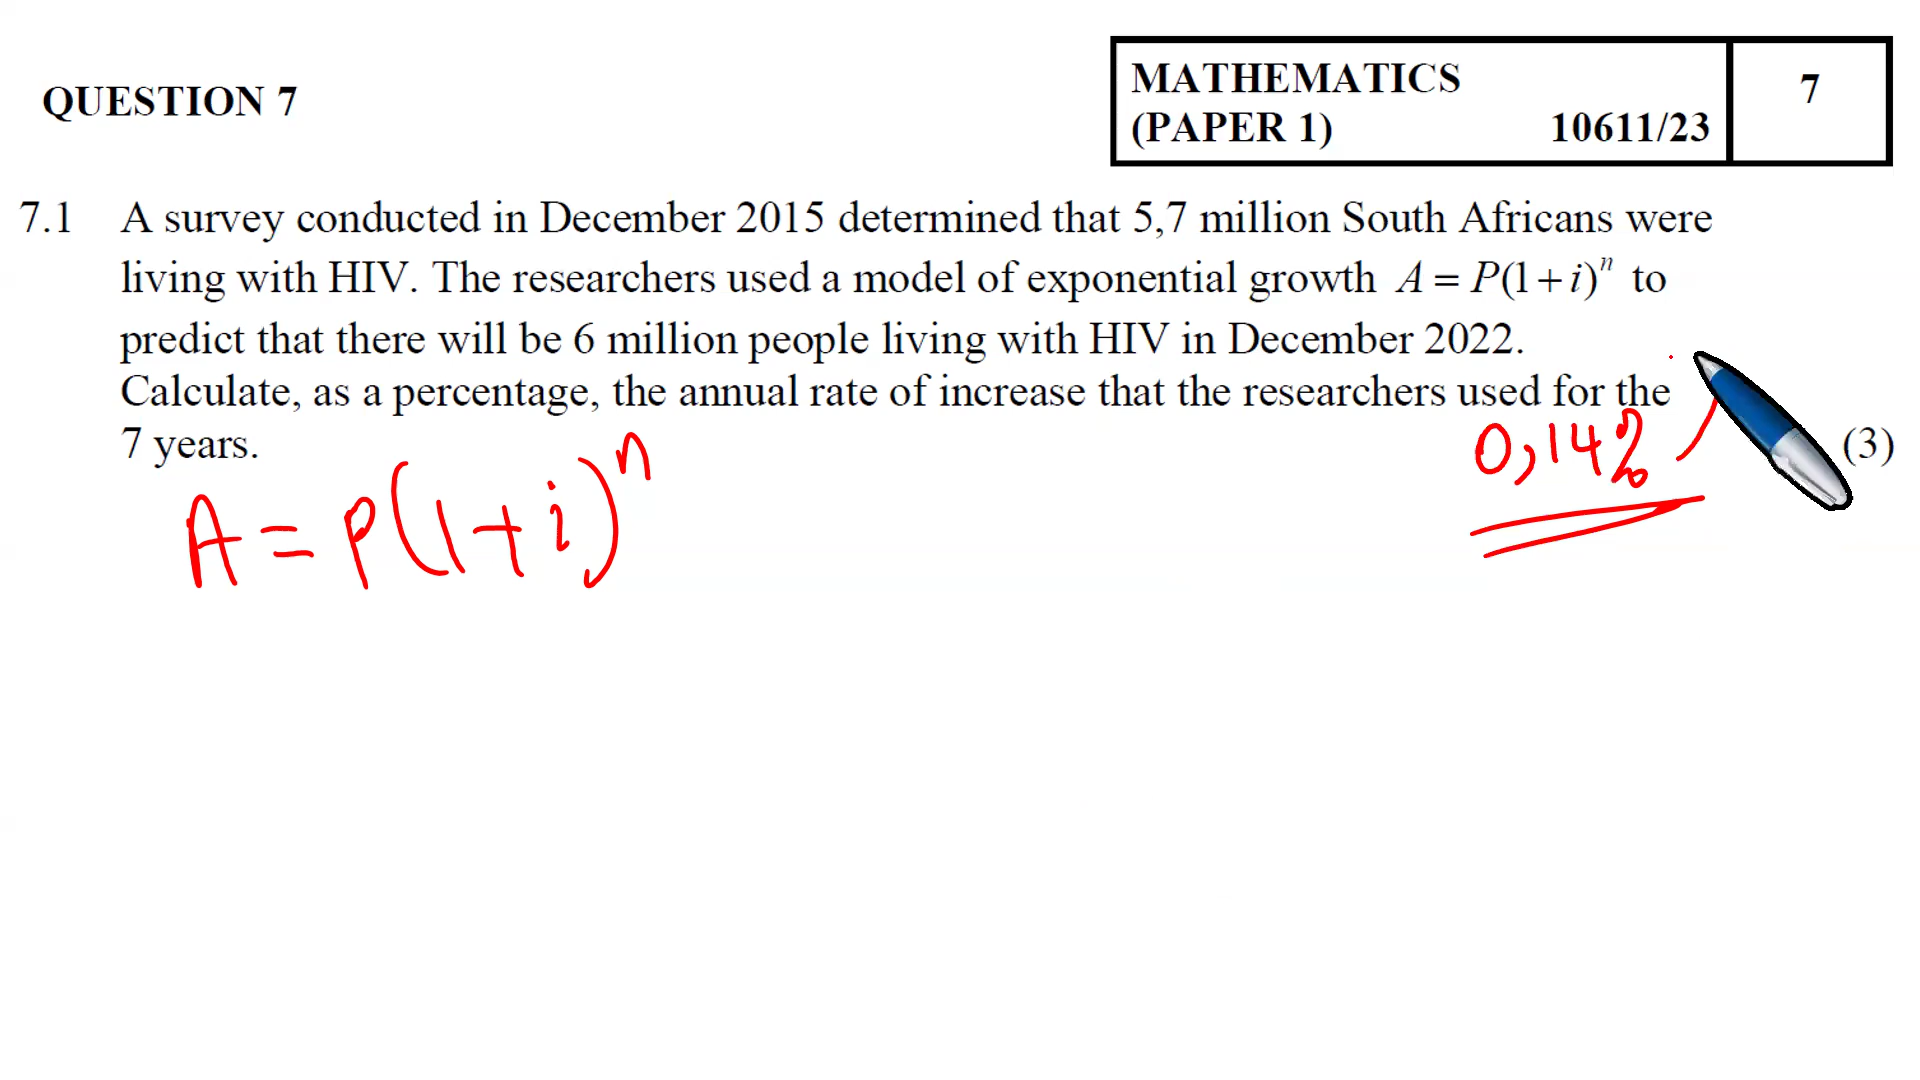 QUESTION 7
MATHEMATICS
(PAPER 1) 10611/23
7
7.1 A survey conducted in December 2015 determined that 5,7 million South Africans were
living with HIV. The researchers used a model of exponential growth A = P(1+i)ⁿ to
predict that there will be 6 million people living with HIV in December 2022.
Calculate, as a percentage, the annual rate of increase that the researchers used for the
7 years. (3)
0,14%
A = P(1+i)ⁿ